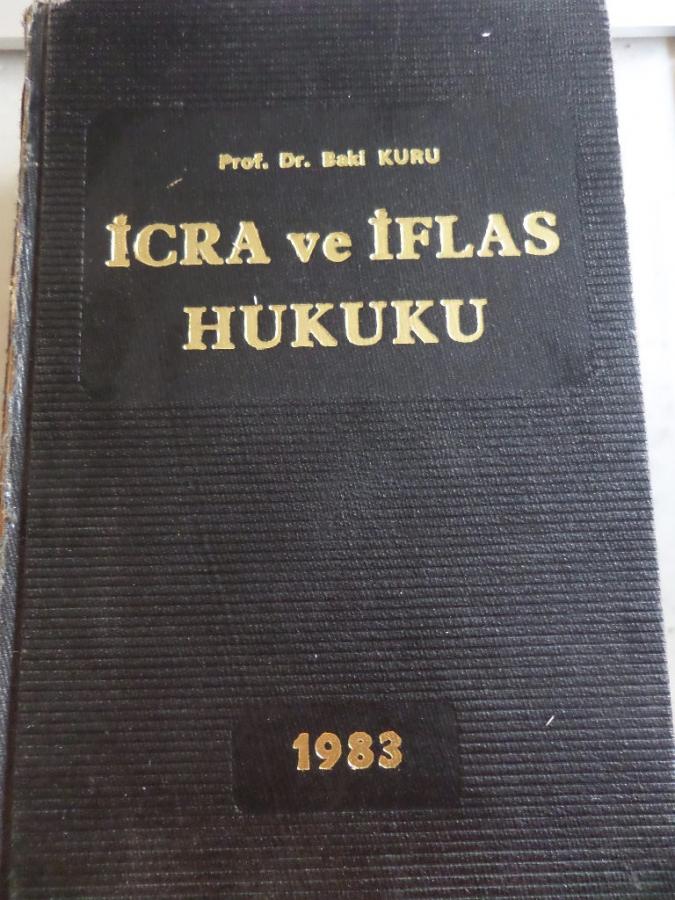 Prof. Dr. Baki KURU
İCRA ve İFLAS
HUKUKU
1983